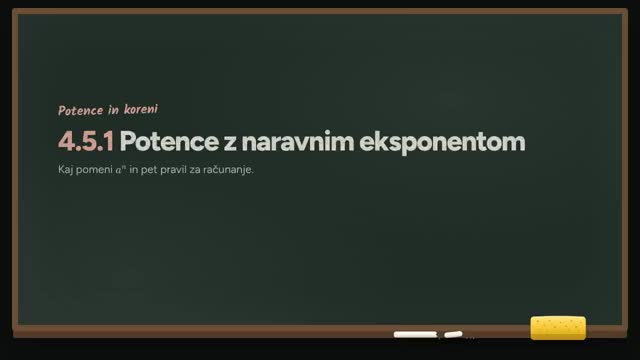 Potence in koreni
4.5.1 Potence z naravnim eksponentom
Kaj pomeni aⁿ in pet pravil za računanje.